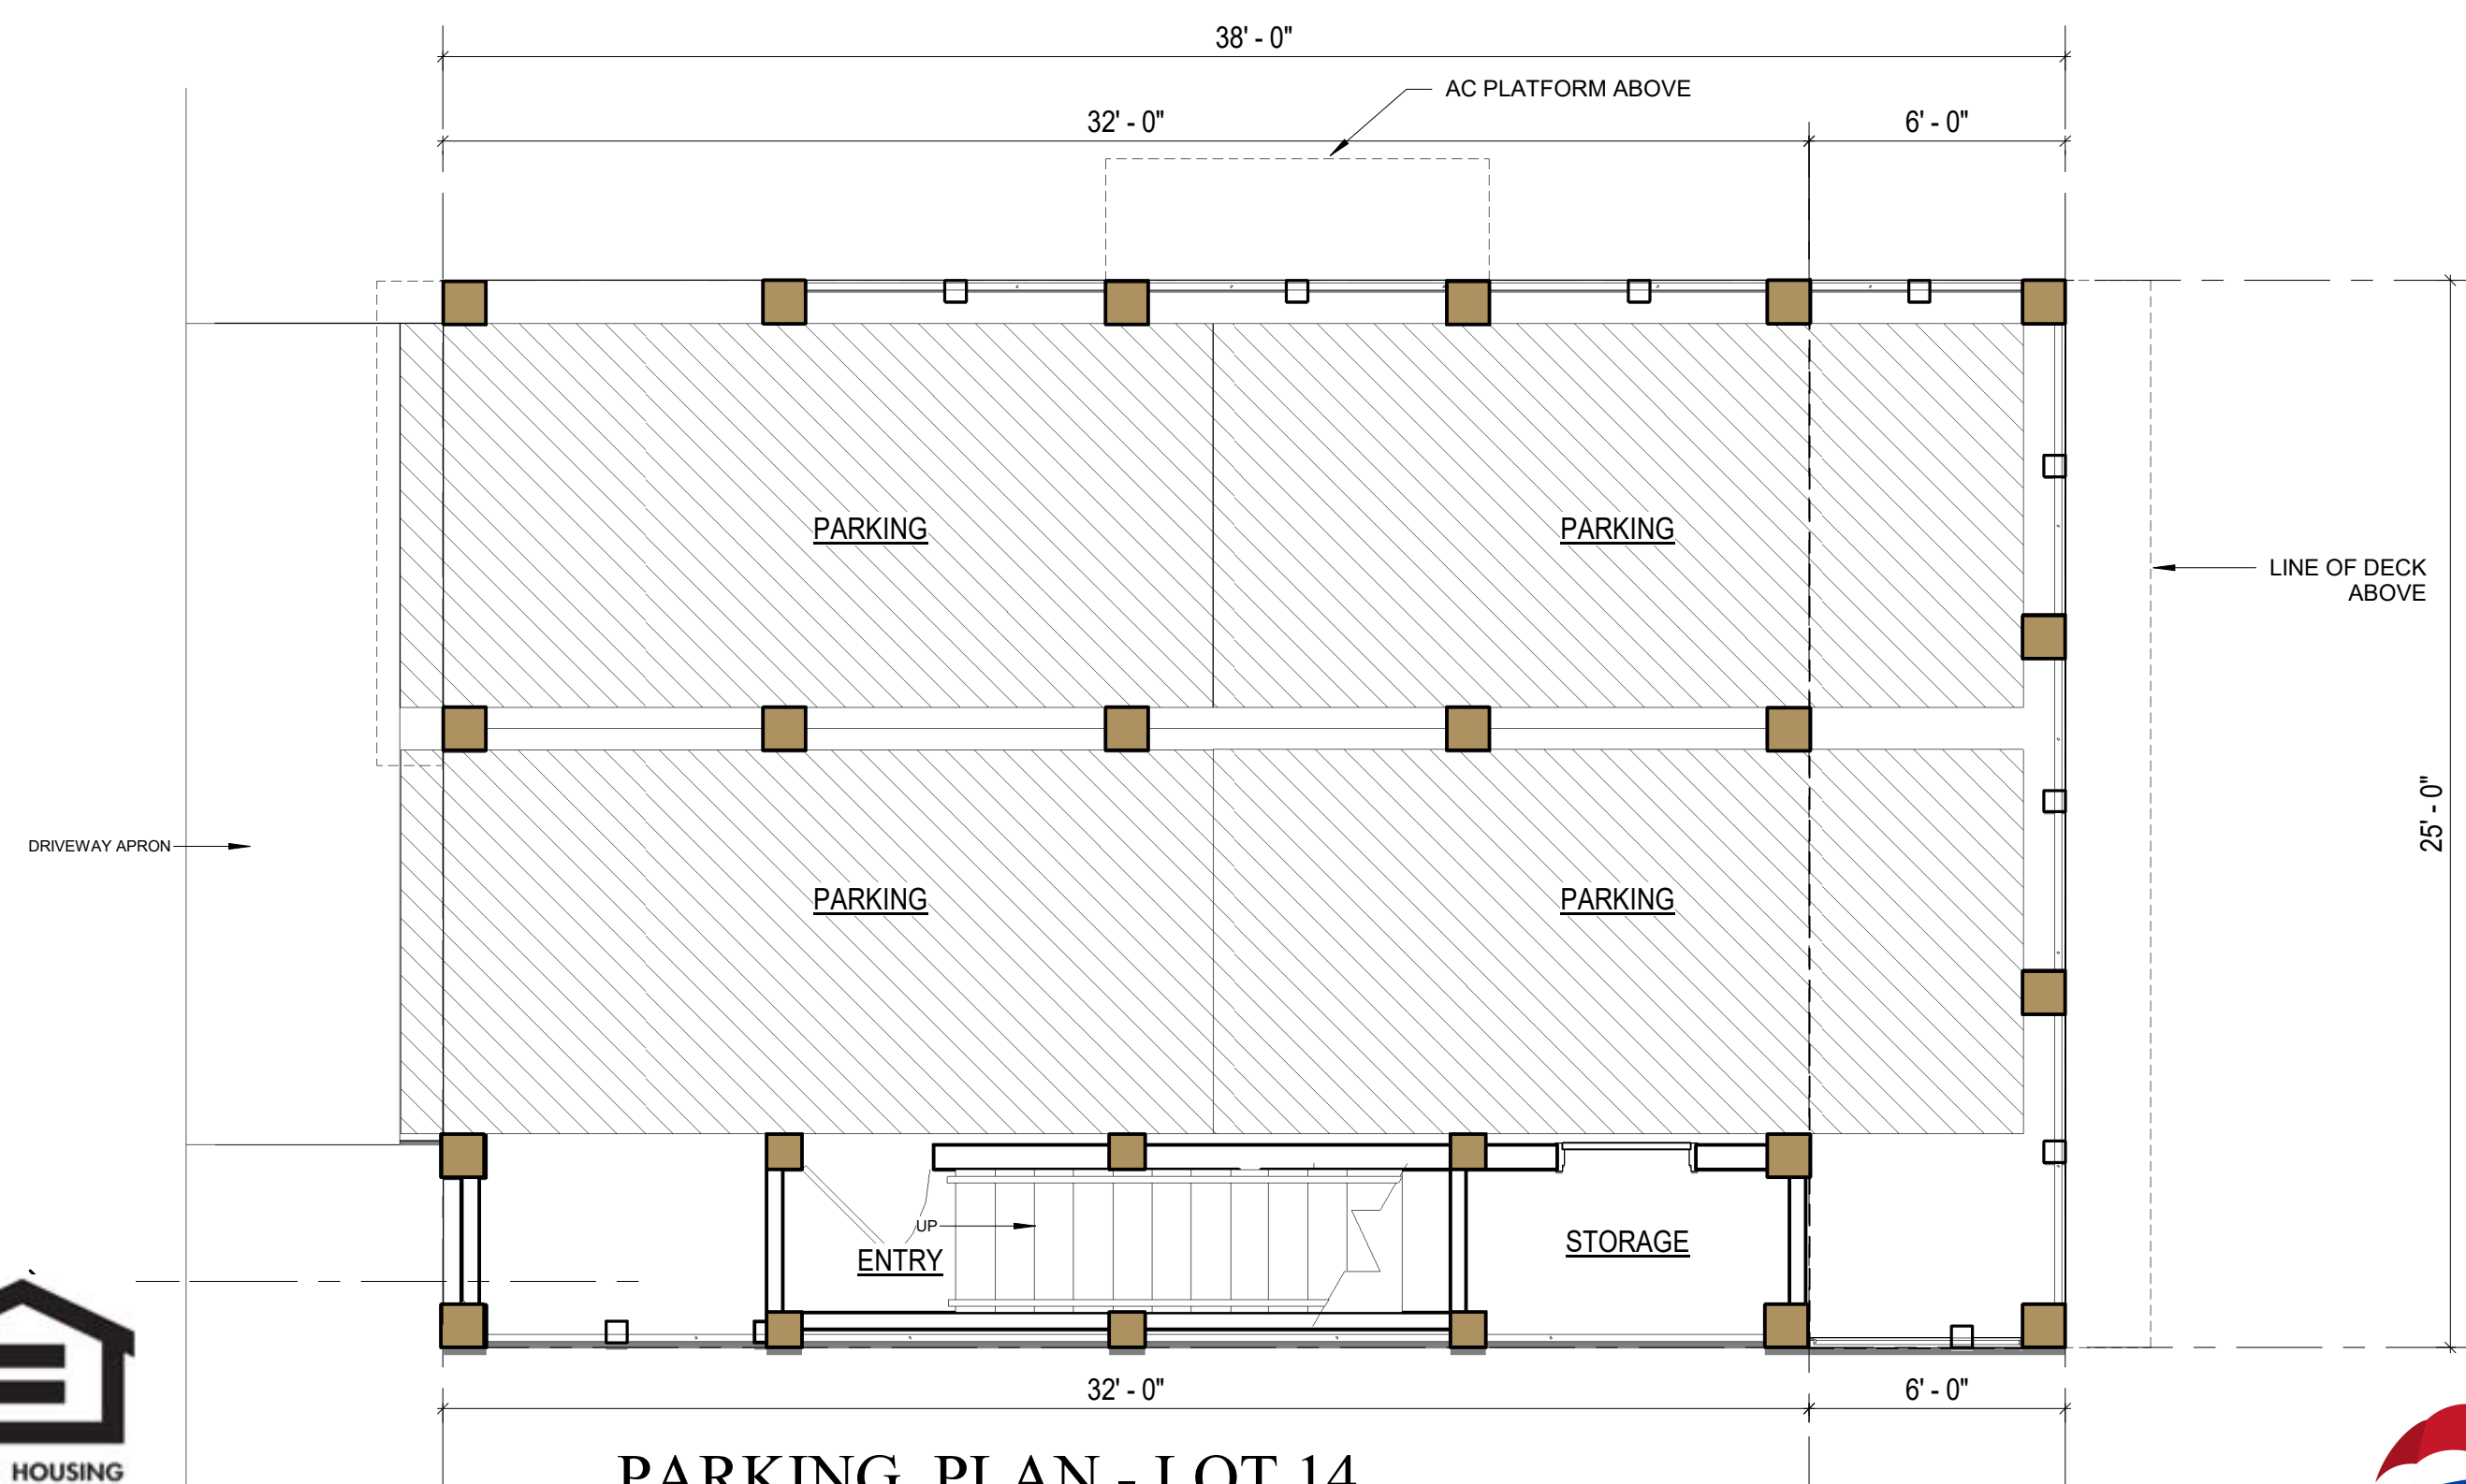 38' - 0"
AC PLATFORM ABOVE
32' - 0"
6' - 0"
PARKING
PARKING
LINE OF DECK
ABOVE
25' - 0"
DRIVEWAY APRON
PARKING
PARKING
UP
ENTRY
STORAGE
32' - 0"
6' - 0"
PARKING PLAN - LOT 14
HOUSING